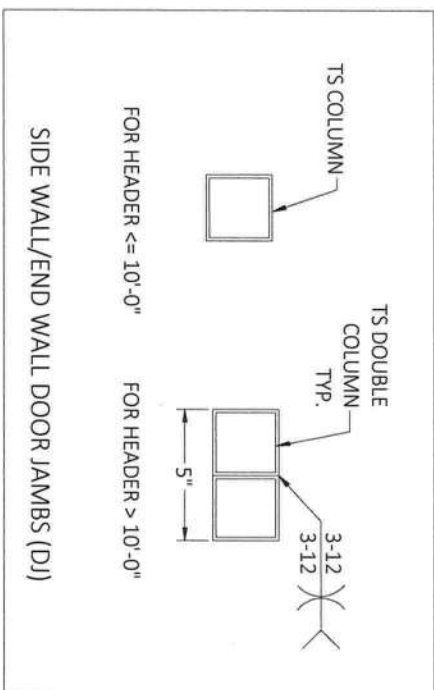 TS COLUMN
FOR HEADER <= 10'-0"
TS DOUBLE
COLUMN
TYP.
3-12
3-12
5"
FOR HEADER > 10'-0"
SIDE WALL/END WALL DOOR JAMBS (DJ)